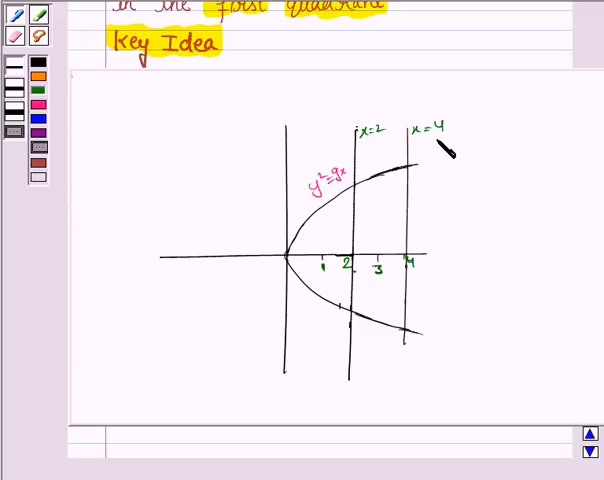 in the first quadrant
Key Idea
x=2
x=4
y²=9x
1 2 3 4